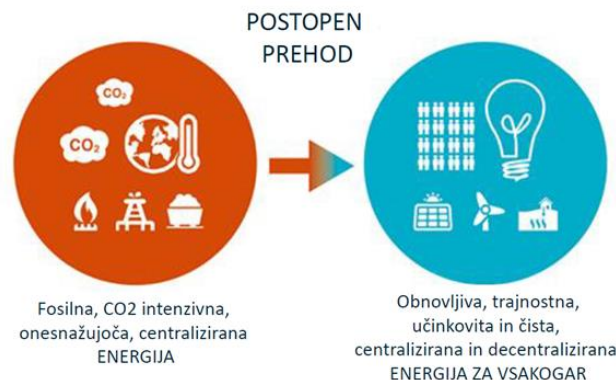 POSTOPEN
PREHOD
CO₂
CO₂
Fosilna, CO2 intenzivna,
onesnažujoča, centralizirana
ENERGIJA
Obnovljiva, trajnostna,
učinkovita in čista,
centralizirana in decentralizirana
ENERGIJA ZA VSAKOGAR